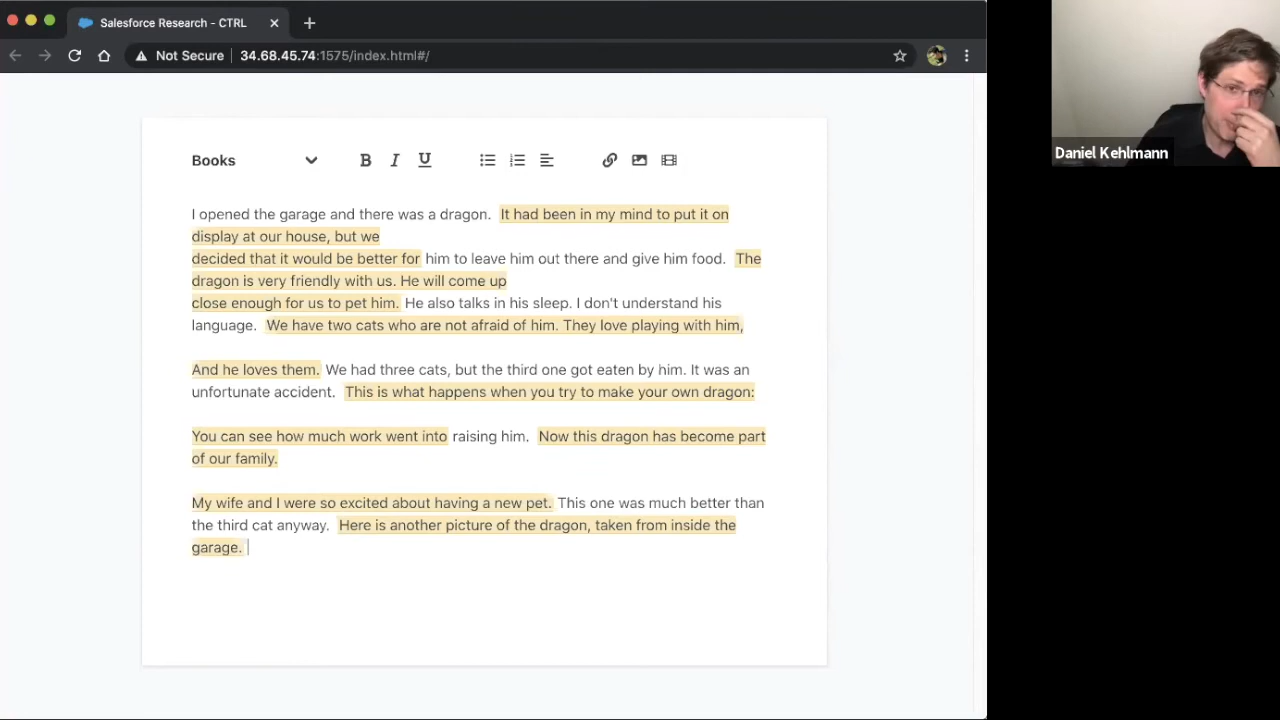 Salesforce Research - CTRL
Not Secure 34.68.45.74:1575/index.html#/
Daniel Kehlmann
Books B I U
I opened the garage and there was a dragon. It had been in my mind to put it on
display at our house, but we
decided that it would be better for him to leave him out there and give him food. The
dragon is very friendly with us. He will come up
close enough for us to pet him. He also talks in his sleep. I don't understand his
language. We have two cats who are not afraid of him. They love playing with him,
And he loves them. We had three cats, but the third one got eaten by him. It was an
unfortunate accident. This is what happens when you try to make your own dragon:
You can see how much work went into raising him. Now this dragon has become part
of our family.
My wife and I were so excited about having a new pet. This one was much better than
the third cat anyway. Here is another picture of the dragon, taken from inside the
garage.